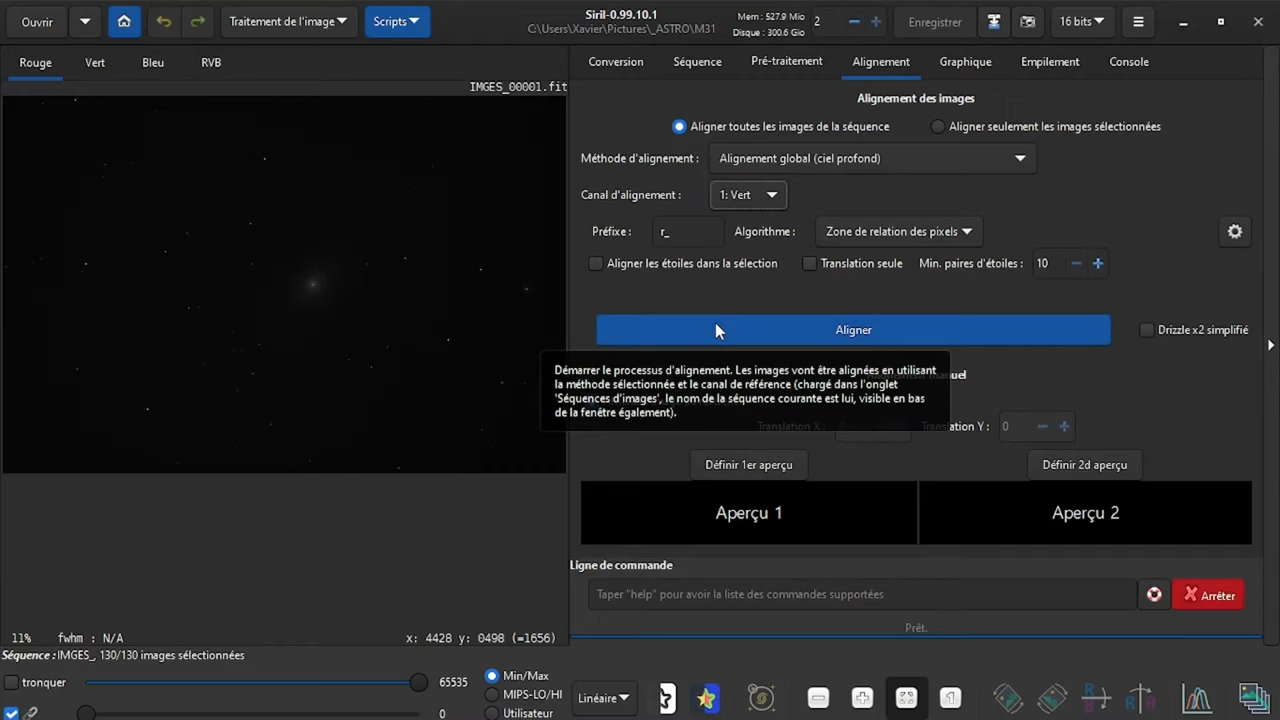 Ouvrir
Traitement de l'image
Scripts
Siril-0.99.10.1
C:\Users\Xavier\Pictures\_ASTRO\M31
Mem : 527.9 Mio
Disque : 300.6 Gio
2
Enregistrer
16 bits
Rouge Vert Bleu RVB
IMGES_00001.fit
Conversion Séquence Pré-traitement Alignement Graphique Empilement Console
Alignement des images
Aligner toutes les images de la séquence Aligner seulement les images sélectionnées
Méthode d'alignement : Alignement global (ciel profond)
Canal d'alignement : 1: Vert
Préfixe : r_ Algorithme : Zone de relation des pixels
Aligner les étoiles dans la sélection Translation seule Min. paires d'étoiles : 10
Aligner Drizzle x2 simplifié
Démarrer le processus d'alignement. Les images vont être alignées en utilisant
la méthode sélectionnée et le canal de référence (chargé dans l'onglet
'Séquences d'images', le nom de la séquence courante est lui, visible en bas
de la fenêtre également).
manuel
Translation X : Translation Y : 0
Définir 1er aperçu Définir 2d aperçu
Aperçu 1 Aperçu 2
Ligne de commande
Taper "help" pour avoir la liste des commandes supportées
Arrêter
Prêt.
11% fwhm : N/A x: 4428 y: 0498 (=1656)
Séquence : IMGES_, 130/130 images sélectionnées
tronquer 65535
0
Min/Max
MIPS-LO/HI
Utilisateur
Linéaire
1